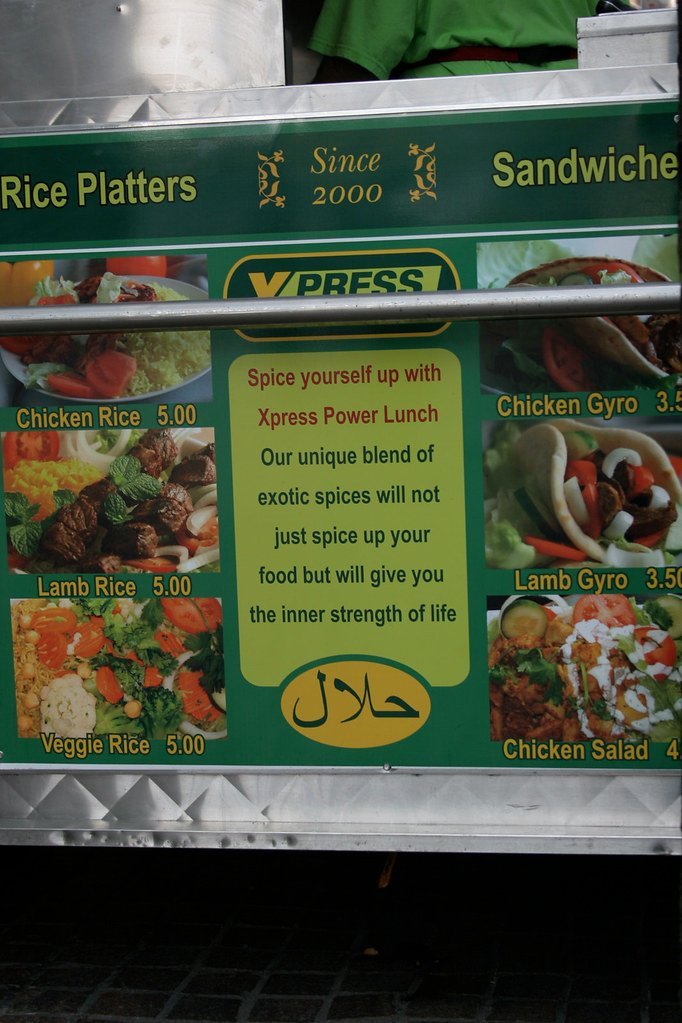 Rice Platters
Since
2000
Sandwiche
XPRESS
Chicken Rice 5.00
Lamb Rice 5.00
Veggie Rice 5.00
Spice yourself up with
Xpress Power Lunch
Our unique blend of
exotic spices will not
just spice up your
food but will give you
the inner strength of life
حلال
Chicken Gyro 3.5
Lamb Gyro 3.50
Chicken Salad 4.